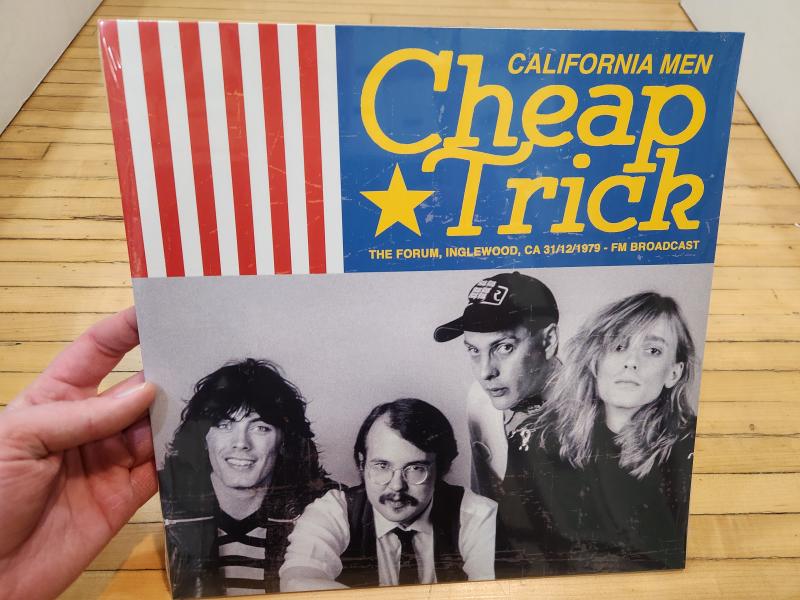 CALIFORNIA MEN
Cheap
Trick
THE FORUM, INGLEWOOD, CA 31/12/1979 - FM BROADCAST